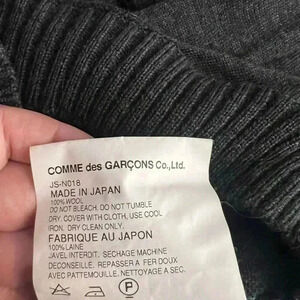 COMME des GARÇONS Co.,Ltd.
JS-N018
MADE IN JAPAN
100% WOOL
DO NOT BLEACH. DO NOT TUMBLE
DRY. COVER WITH CLOTH, USE COOL
IRON. DRY CLEAN ONLY.
FABRIQUE AU JAPON
100% LAINE
JAVEL INTERDIT. SECHAGE MACHINE
DECONSEILLE. REPASSER A FER DOUX
AVEC PATTEMOUILLE. NETTOYAGE A SEC.